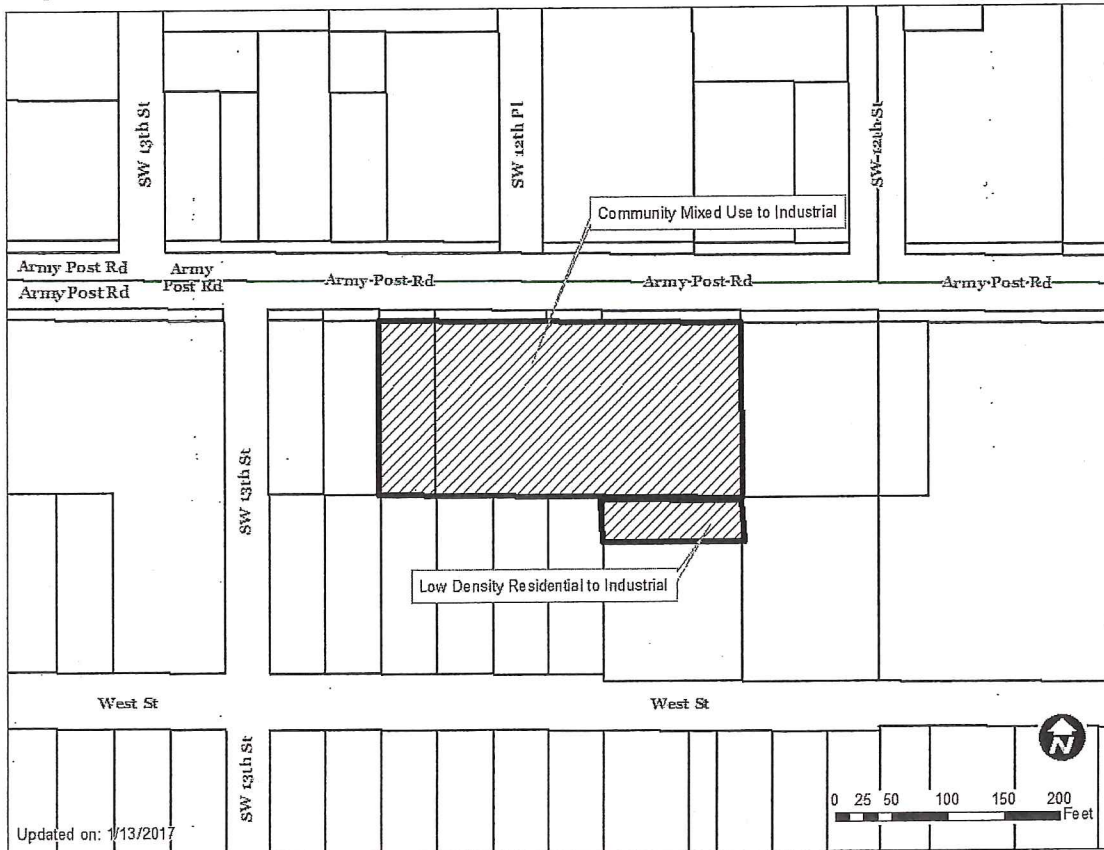 SW 13th St
SW 12th Pl
SW 12th St
Community Mixed Use to Industrial
Army Post Rd
Army
Post Rd
Army Post Rd
Army Post Rd
Army Post Rd
Army Post Rd
SW 13th St
Low Density Residential to Industrial
West St
West St
SW 13th St
N
0 25 50 100 150 200
Feet
Updated on: 1/13/2017